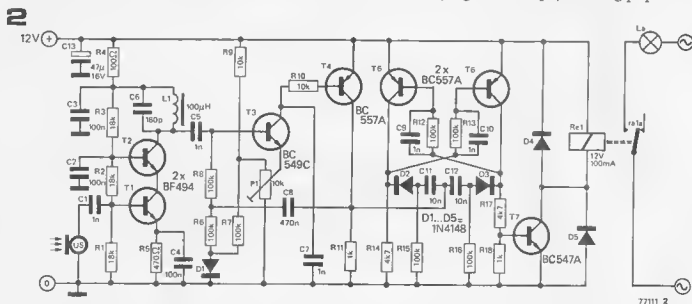 2
12V
C13
47µ
16V
R4
100Ω
C3
100n
R3
18k
C6
160p
L1
100µH
C5
1n
T2
2x
BF494
C2
100n
R2
18k
T1
C1
1n
US
R1
18k
R5
470Ω
C4
100n
R9
10k
T3
BC
549C
R8
100k
R6
100k
R7
100k
P1
10k
D1
C8
470n
C7
1n
R10
10k
T4
BC
557A
R11
1k
T6
2x
BC557A
T6
C9
1n
R12
100k
R13
100k
C10
1n
D2
C11
10n
C12
10n
D3
D1...D5=
1N4148
R14
4k7
R15
100k
R16
100k
R17
4k7
R18
1k
T7
BC547A
D4
D5
Re1
12V
100mA
La
ra1a
0
77111 2